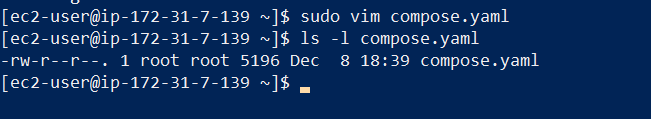 [ec2-user@ip-172-31-7-139 ~]$ sudo vim compose.yaml
[ec2-user@ip-172-31-7-139 ~]$ ls -l compose.yaml
-rw-r--r--. 1 root root 5196 Dec  8 18:39 compose.yaml
[ec2-user@ip-172-31-7-139 ~]$